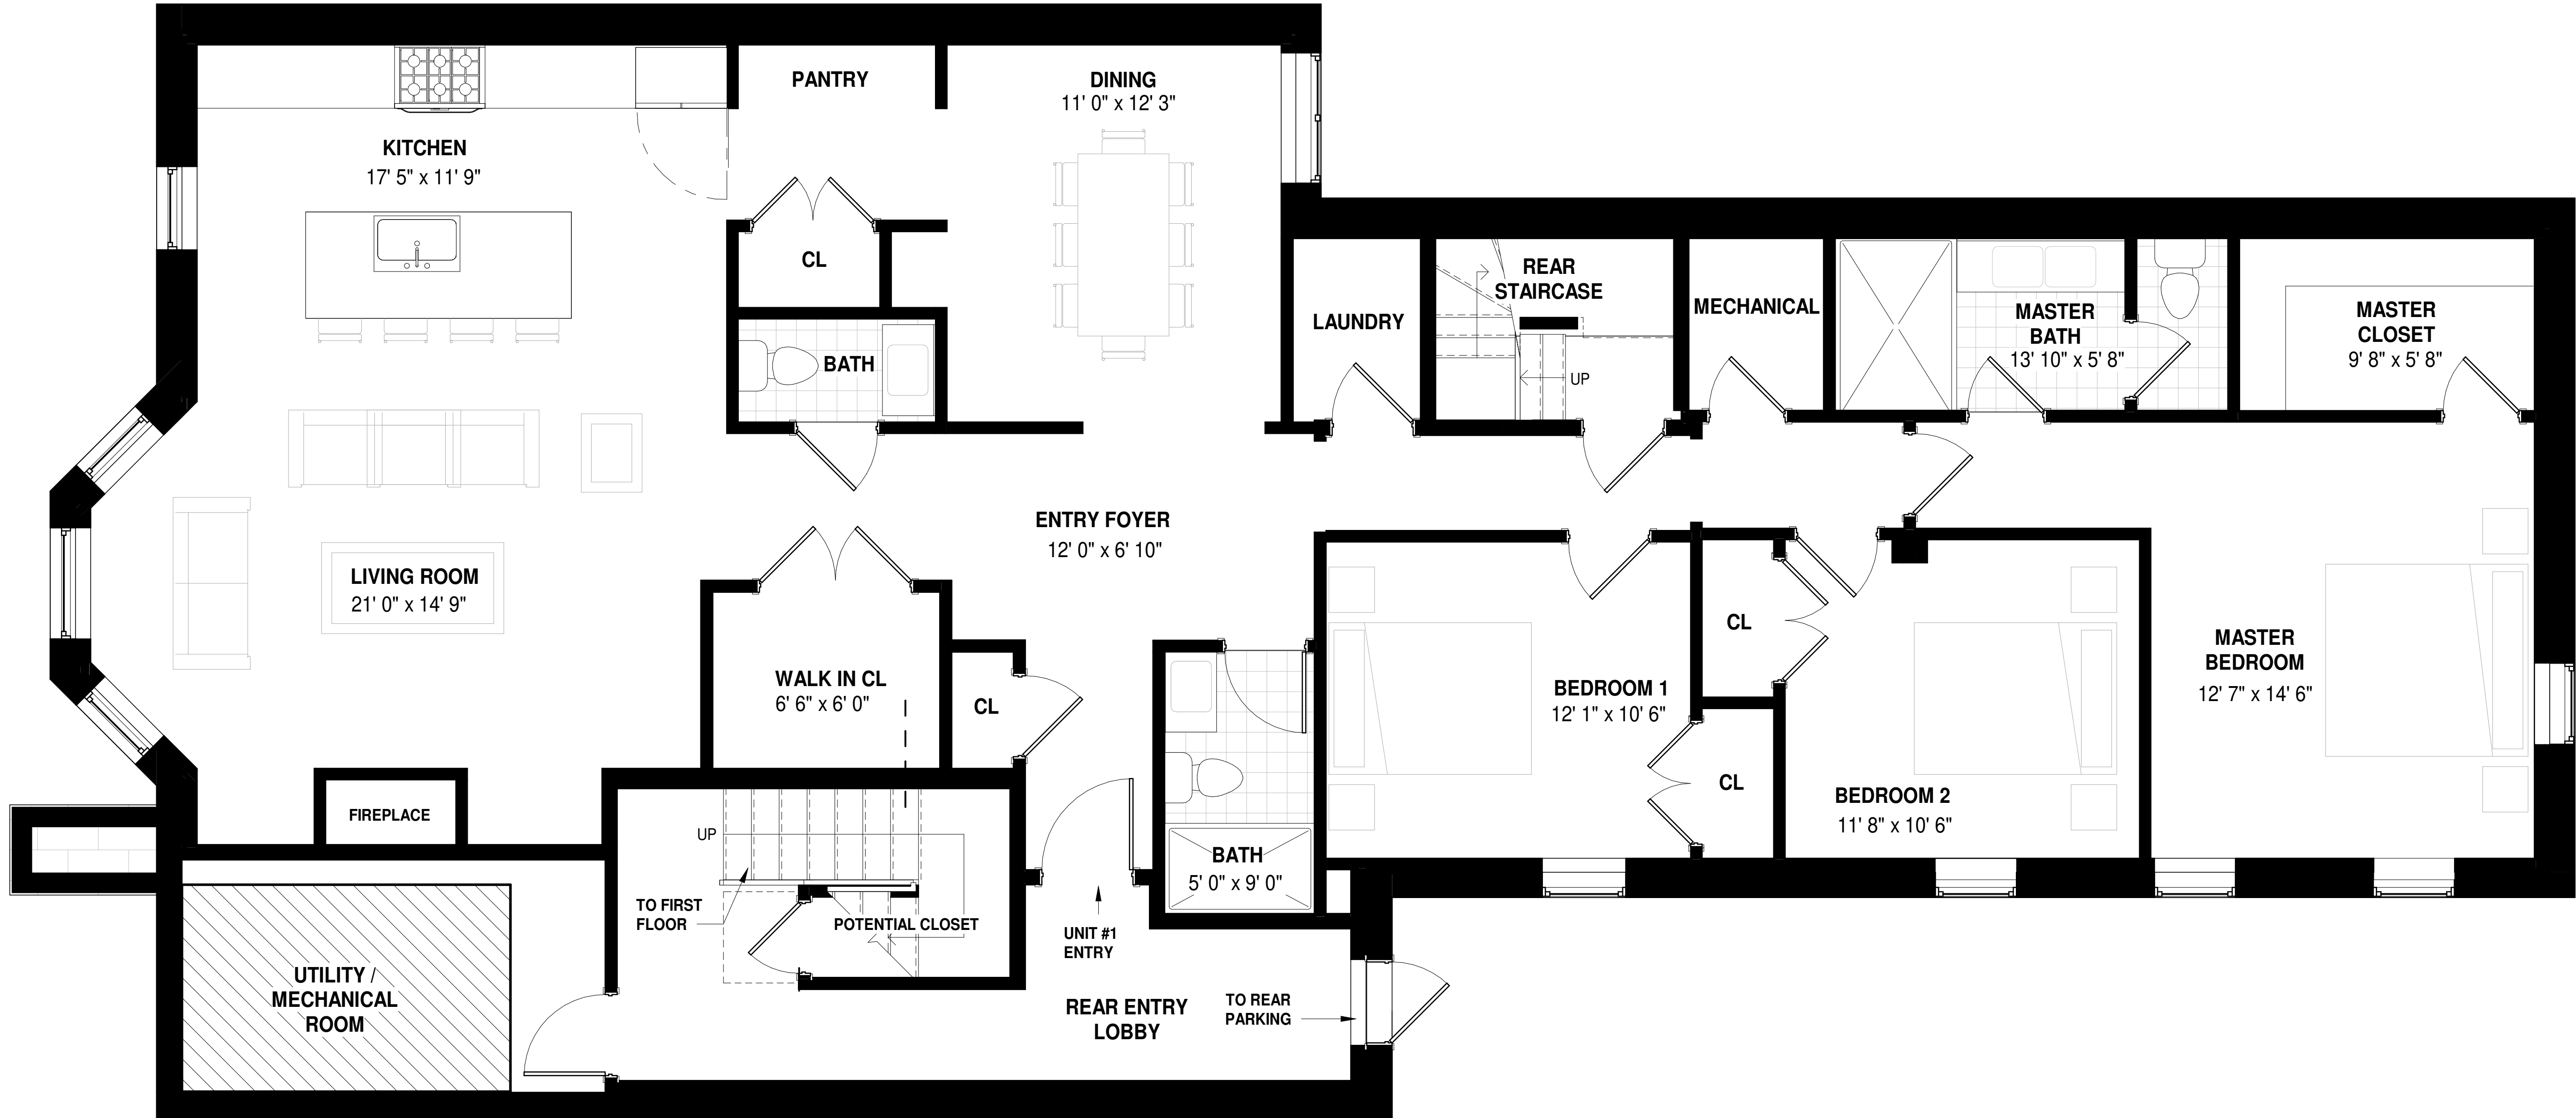 PANTRY
DINING
11' 0" x 12' 3"
KITCHEN
17' 5" x 11' 9"
CL
BATH
LAUNDRY
REAR
STAIRCASE
UP
MECHANICAL
MASTER
BATH
13' 10" x 5' 8"
MASTER
CLOSET
9' 8" x 5' 8"
ENTRY FOYER
12' 0" x 6' 10"
LIVING ROOM
21' 0" x 14' 9"
WALK IN CL
6' 6" x 6' 0"
CL
CL
BEDROOM 1
12' 1" x 10' 6"
CL
BEDROOM 2
11' 8" x 10' 6"
MASTER
BEDROOM
12' 7" x 14' 6"
FIREPLACE
UP
BATH
5' 0" x 9' 0"
TO FIRST
FLOOR
POTENTIAL CLOSET
UNIT #1
ENTRY
UTILITY /
MECHANICAL
ROOM
REAR ENTRY
LOBBY
TO REAR
PARKING